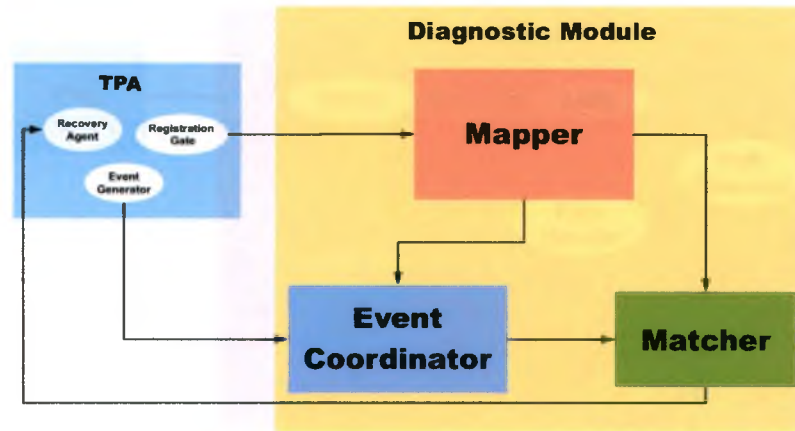 Diagnostic Module
TPA
Recovery
Agent
Registration
Gate
Event
Generator
Mapper
Event
Coordinator
Matcher